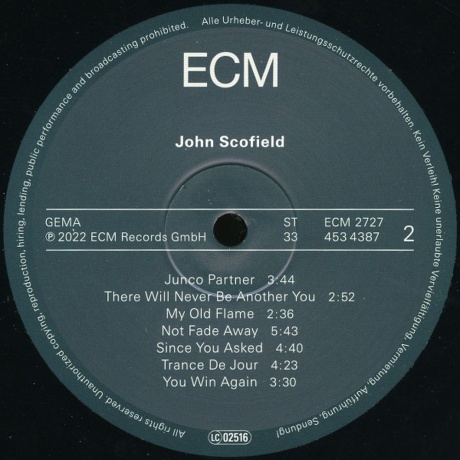 Alle Urheber- und Leistungsschutzrechte vorbehalten. Kein Verleih! Keine unerlaubte Vervielfältigung, Vermietung, Aufführung, Sendung!
ECM
John Scofield
GEMA ST ECM 2727
℗ 2022 ECM Records GmbH 33 453 4387 2
Junco Partner 3:44
There Will Never Be Another You 2:52
My Old Flame 2:36
Not Fade Away 5:43
Since You Asked 4:40
Trance De Jour 4:23
You Win Again 3:30
LC 02516
All rights reserved. Unauthorized copying, reproduction, hiring, lending, public performance and broadcasting prohibited.